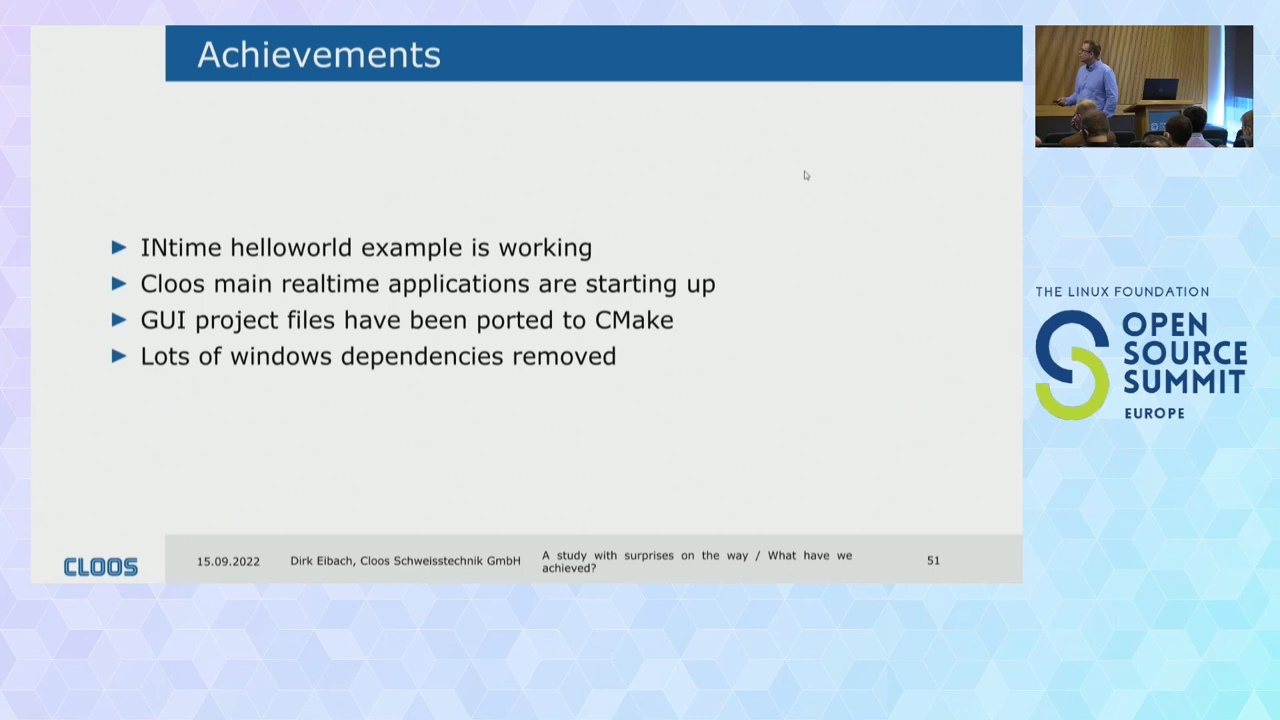 Achievements
INtime helloworld example is working
Cloos main realtime applications are starting up
GUI project files have been ported to CMake
Lots of windows dependencies removed
CLOOS
15.09.2022
Dirk Eibach, Cloos Schweisstechnik GmbH
A study with surprises on the way / What have we
achieved?
51
THE LINUX FOUNDATION
OPEN
SOURCE
SUMMIT
EUROPE